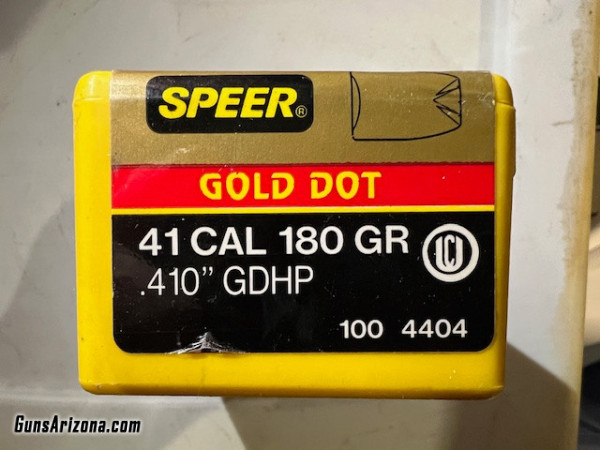 SPEER®
GOLD DOT
41 CAL 180 GR
.410" GDHP
100 4404
GunsArizona.com